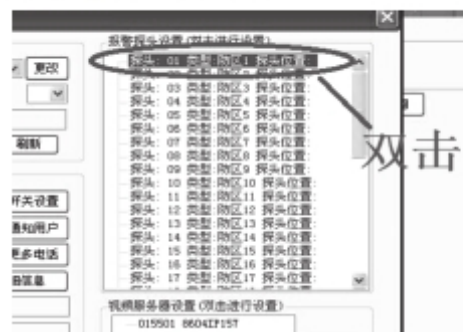 报警探头设置(双击进行设置)
更改
探头: 01 类型:防区1 探头位置:
探头: 03 类型:防区3 探头位置:
探头: 04 类型:防区4 探头位置:
探头: 05 类型:防区5 探头位置:
探头: 06 类型:防区6 探头位置:
探头: 07 类型:防区7 探头位置:
探头: 08 类型:防区8 探头位置:
探头: 09 类型:防区9 探头位置:
探头: 10 类型:防区10 探头位置:
探头: 11 类型:防区11 探头位置:
探头: 12 类型:防区12 探头位置:
探头: 13 类型:防区13 探头位置:
探头: 14 类型:防区14 探头位置:
探头: 15 类型:防区15 探头位置:
探头: 16 类型:防区16 探头位置:
探头: 17 类型:防区17 探头位置:
双击
刷新
开关设置
通知用户
更多电话
细信息
视频服务器设置(双击进行设置)
015501 8604IF15T